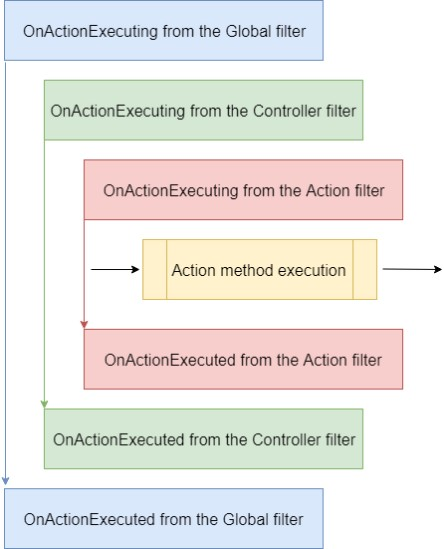 OnActionExecuting from the Global filter
OnActionExecuting from the Controller filter
OnActionExecuting from the Action filter
Action method execution
OnActionExecuted from the Action filter
OnActionExecuted from the Controller filter
OnActionExecuted from the Global filter